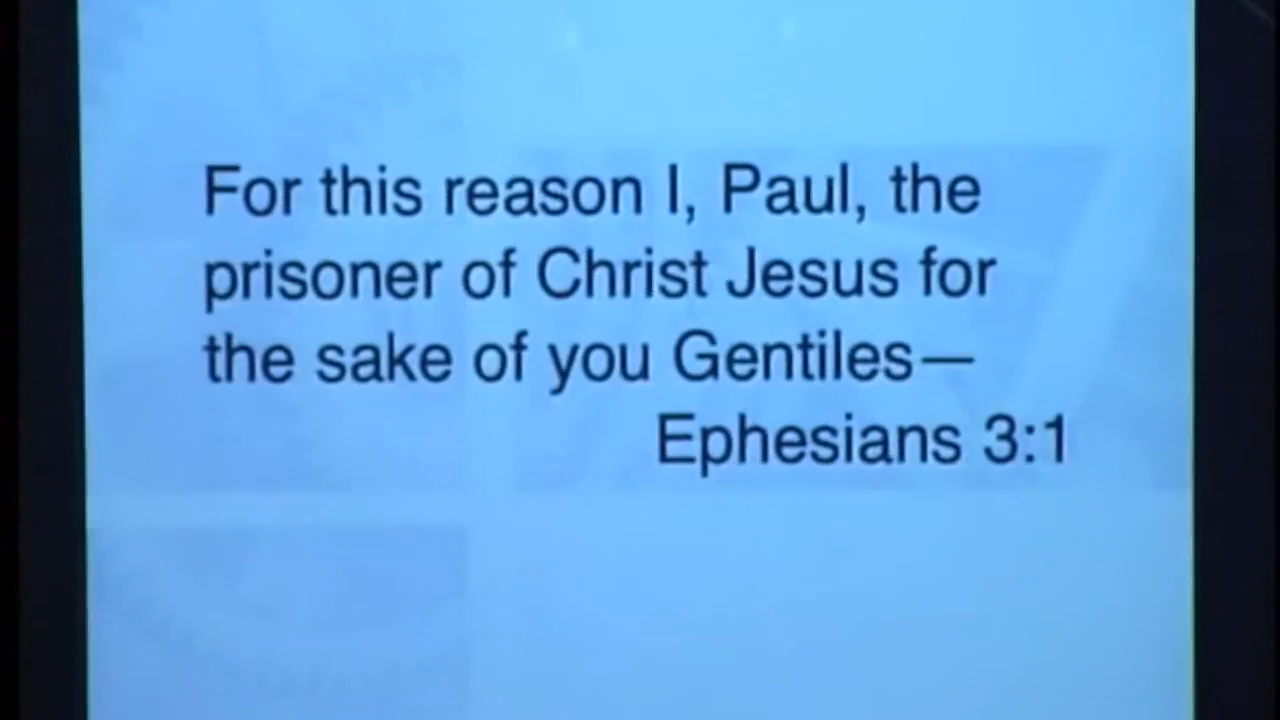 For this reason I, Paul, the
prisoner of Christ Jesus for
the sake of you Gentiles—
Ephesians 3:1